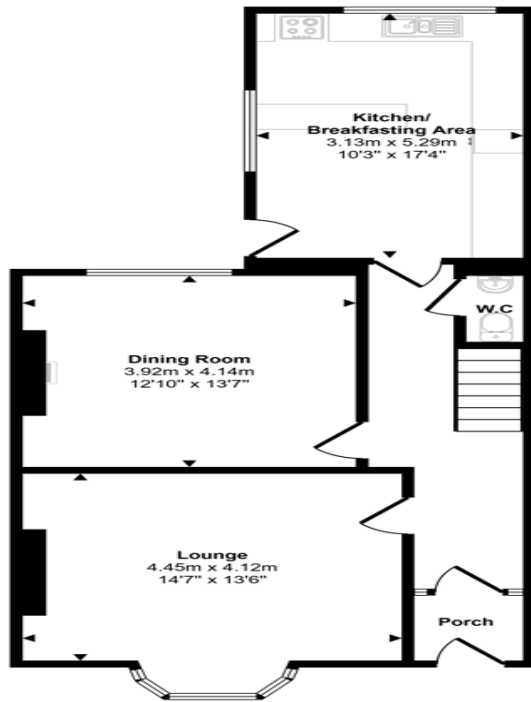 Kitchen/
Breakfasting Area
3.13m x 5.29m
10'3" x 17'4"
W.C
Dining Room
3.92m x 4.14m
12'10" x 13'7"
Lounge
4.45m x 4.12m
14'7" x 13'6"
Porch